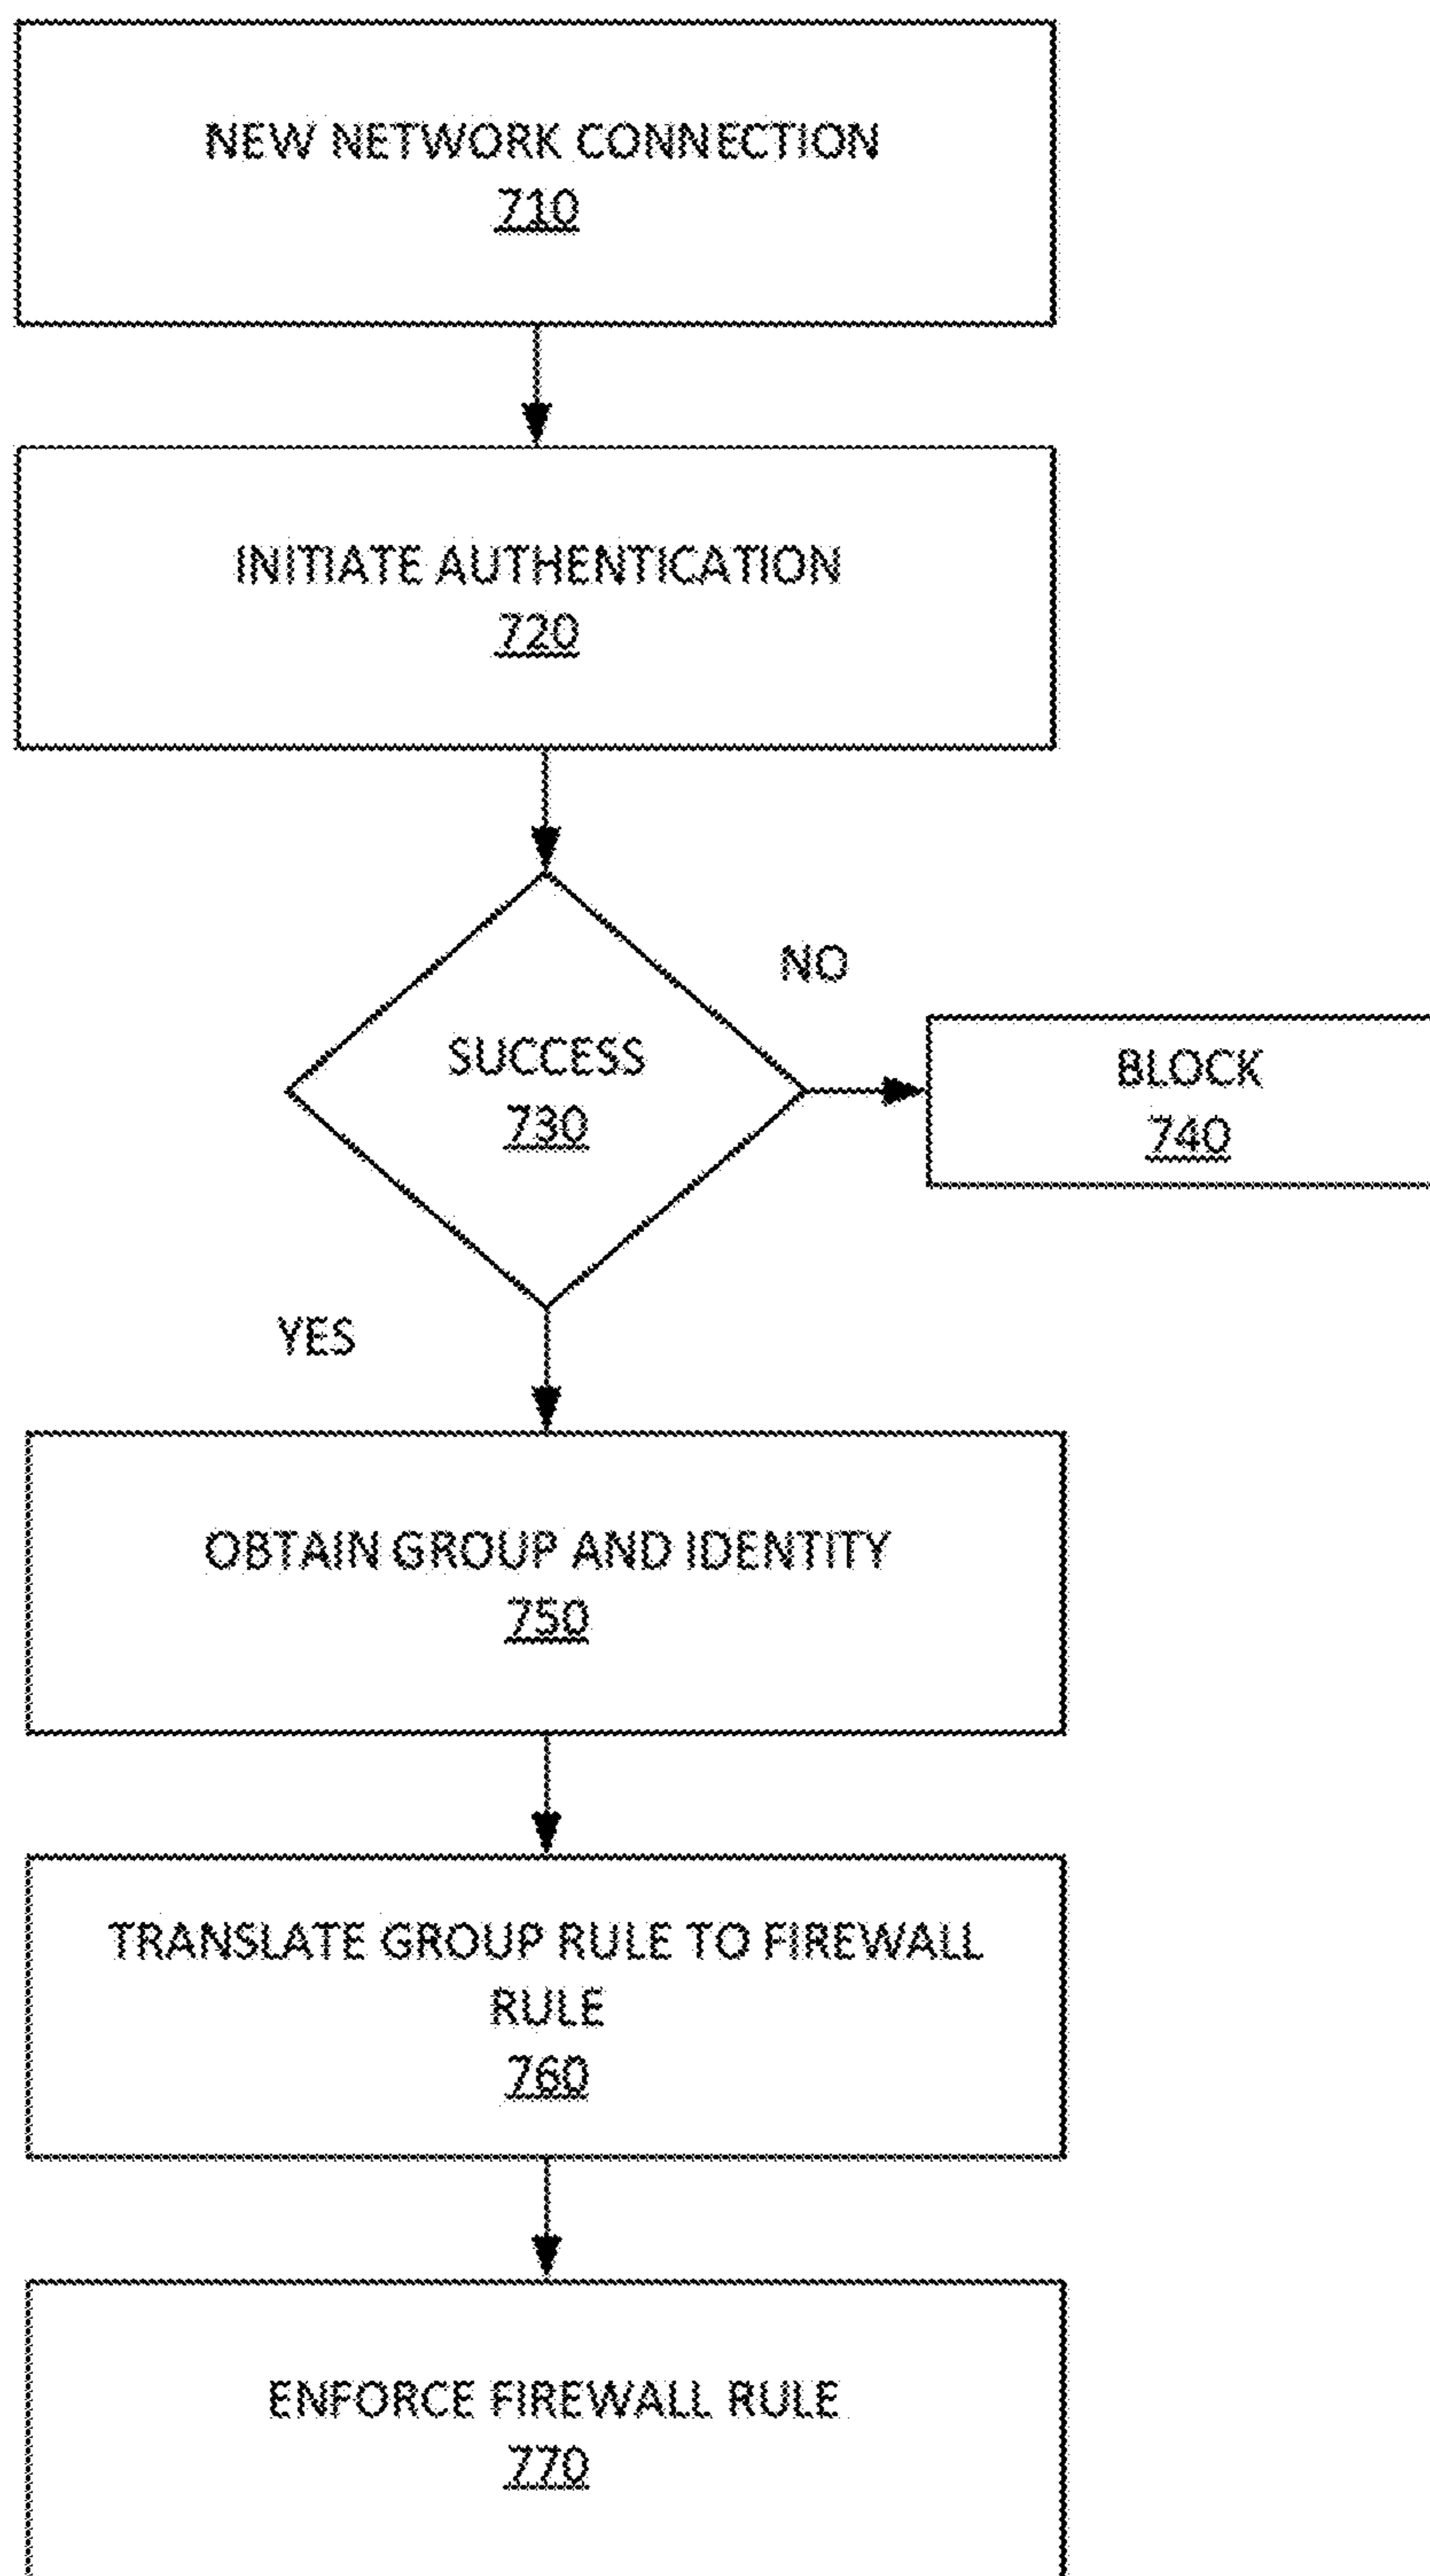 NEW NETWORK CONNECTION
710
INITIATE AUTHENTICATION
720
NO
SUCCESS
730
BLOCK
740
YES
OBTAIN GROUP AND IDENTITY
750
TRANSLATE GROUP RULE TO FIREWALL
RULE
760
ENFORCE FIREWALL RULE
770